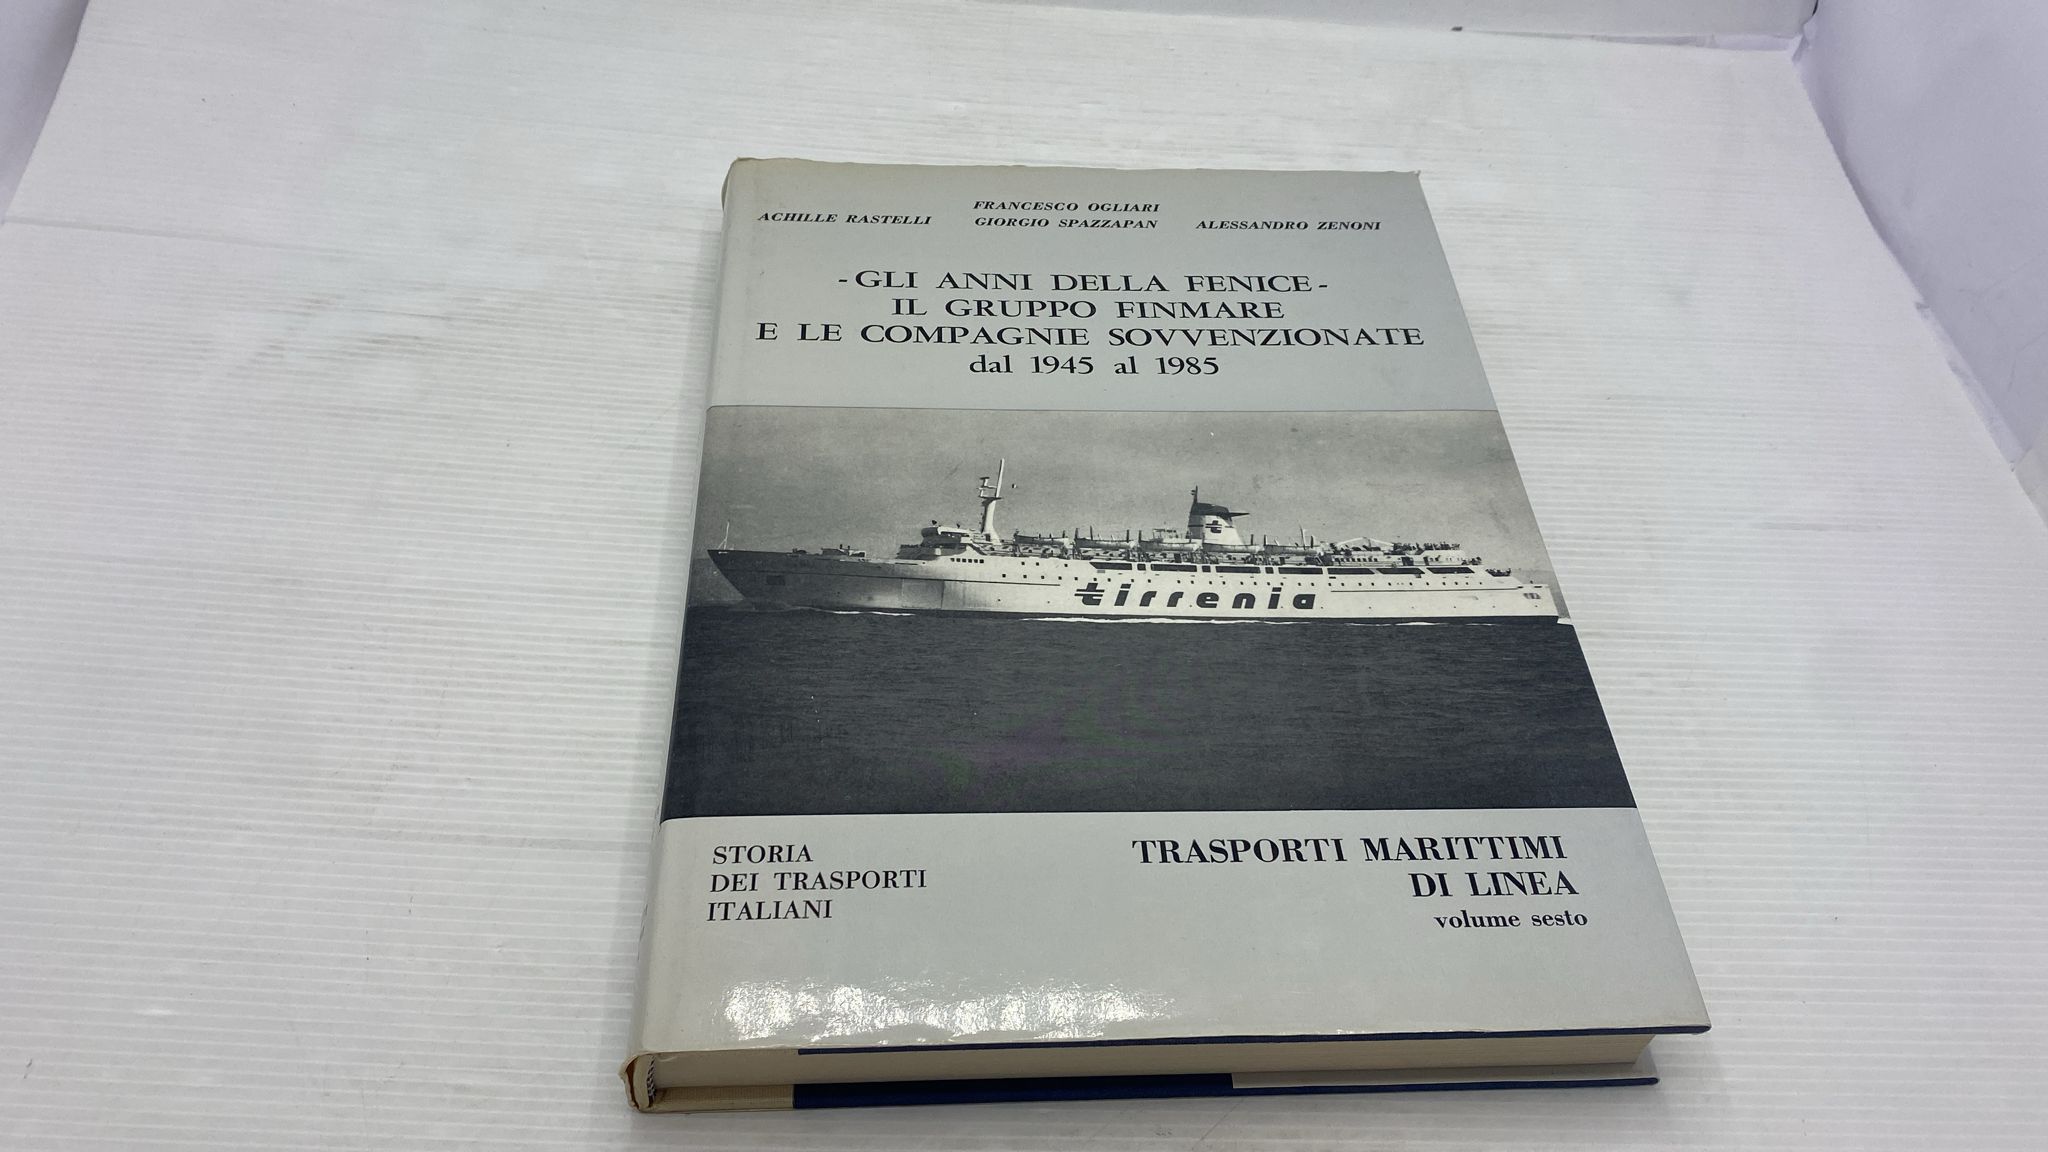 FRANCESCO OGLIARI
ACHILLE RASTELLI GIORGIO SPAZZAPAN ALESSANDRO ZENONI
- GLI ANNI DELLA FENICE -
IL GRUPPO FINMARE
E LE COMPAGNIE SOVVENZIONATE
dal 1945 al 1985
tirrenia
STORIA
DEI TRASPORTI
ITALIANI
TRASPORTI MARITTIMI
DI LINEA
volume sesto